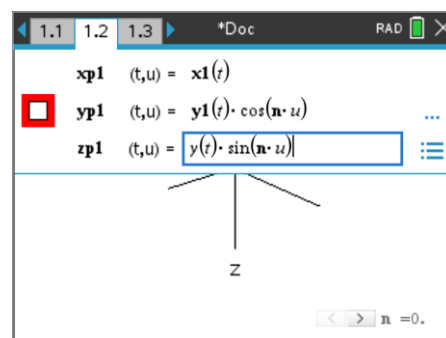 1.1 1.2 1.3 *Doc RAD
xp1 (t,u) = x1(t)
yp1 (t,u) = y1(t)· cos(n· u) ...
zp1 (t,u) = y(t)· sin(n· u)
z
n =0.